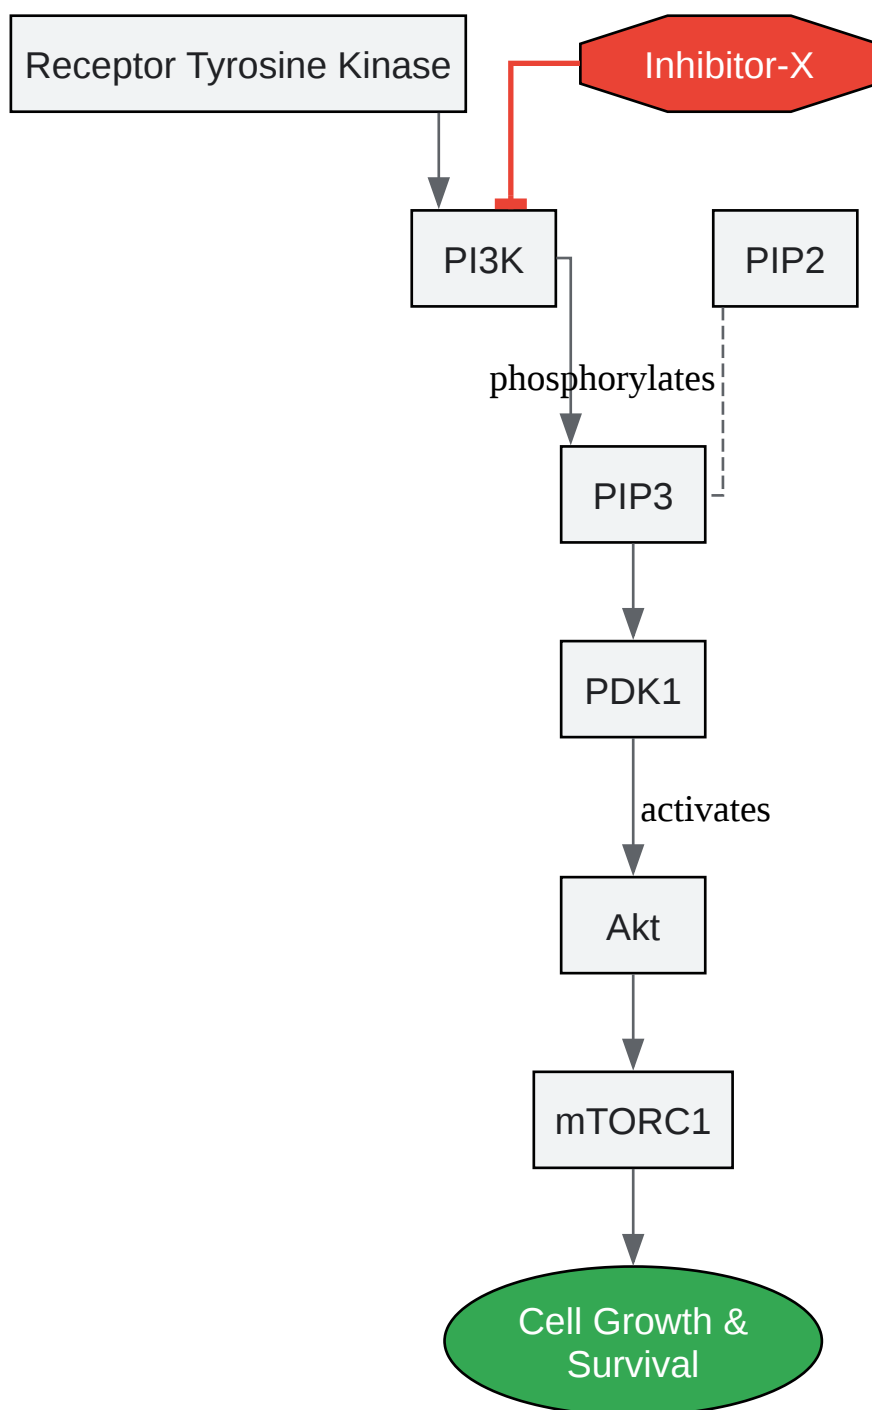 Receptor Tyrosine Kinase
Inhibitor-X
PI3K
PIP2
phosphorylates
PIP3
PDK1
activates
Akt
mTORC1
Cell Growth &
Survival